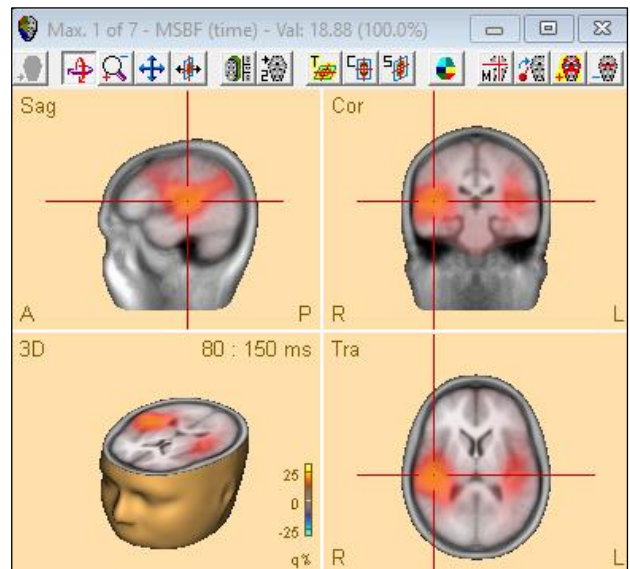 Max. 1 of 7 - MSBF (time) - Val: 18.88 (100.0%)
T C S M
Sag
A P
Cor
R L
3D 80 : 150 ms
25
0
-25
q%
Tra
R L